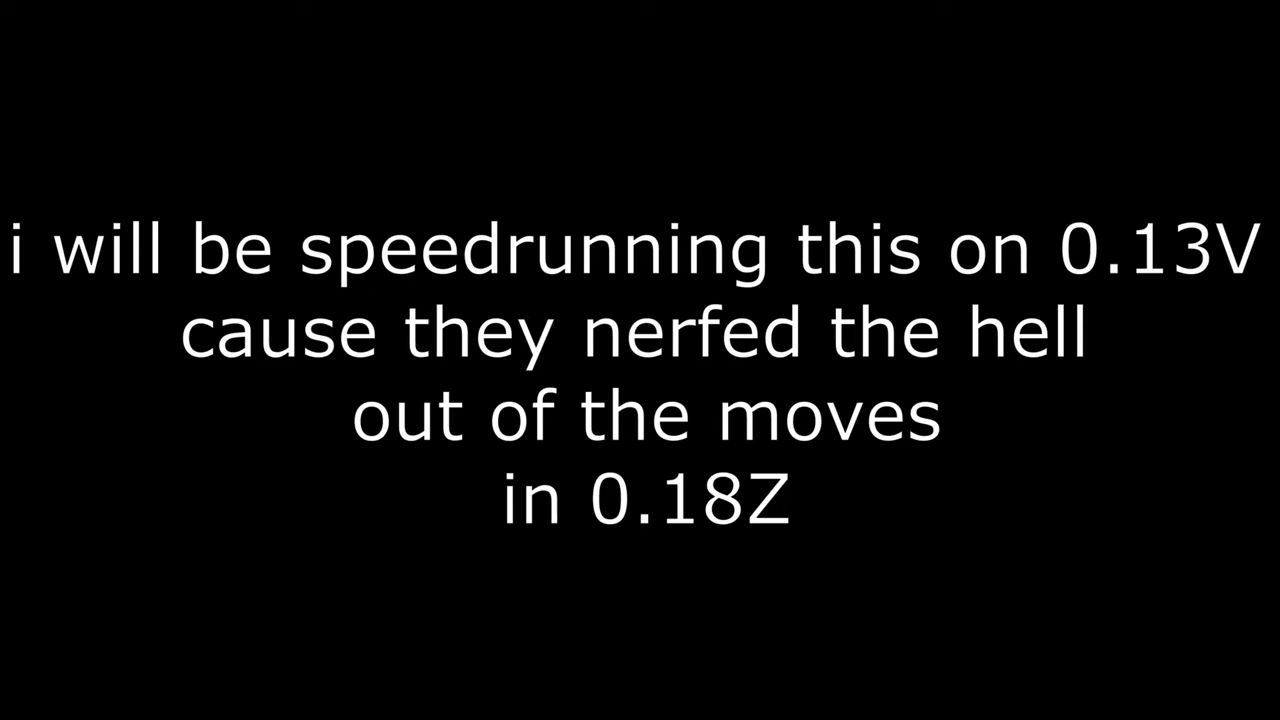 i will be speedrunning this on 0.13V
cause they nerfed the hell
out of the moves
in 0.18Z